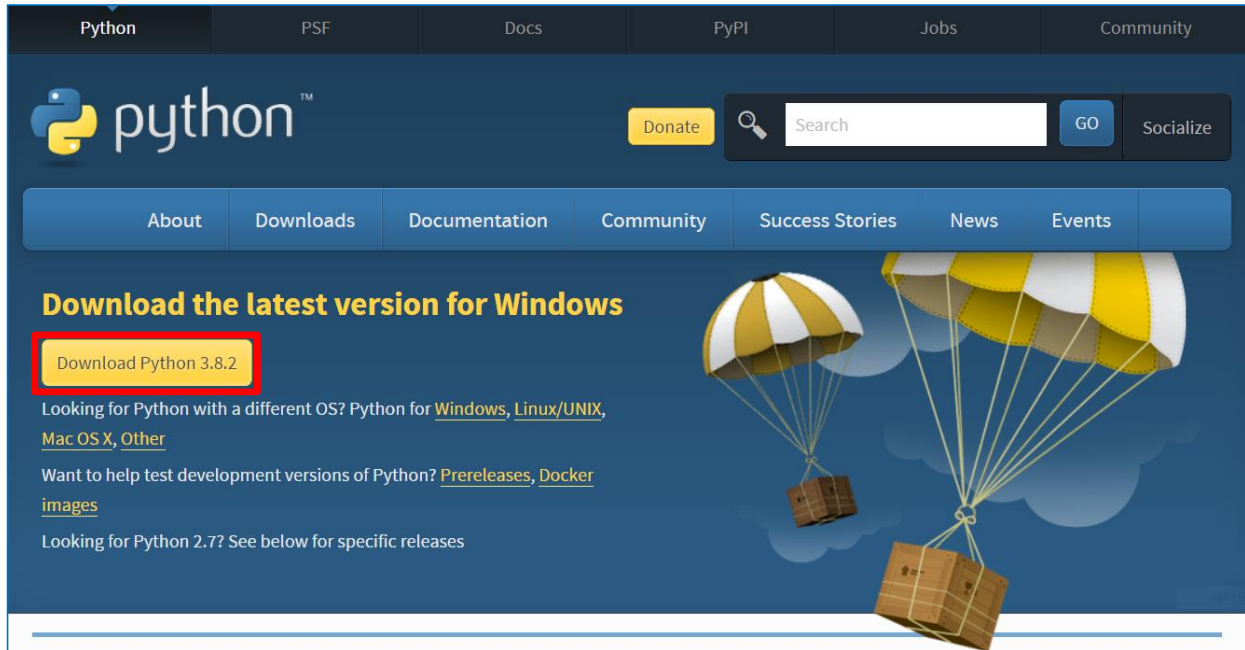 Python PSF Docs PyPI Jobs Community
python™
Donate Search GO Socialize
About Downloads Documentation Community Success Stories News Events
Download the latest version for Windows
Download Python 3.8.2
Looking for Python with a different OS? Python for Windows, Linux/UNIX,
Mac OS X, Other
Want to help test development versions of Python? Prereleases, Docker
images
Looking for Python 2.7? See below for specific releases